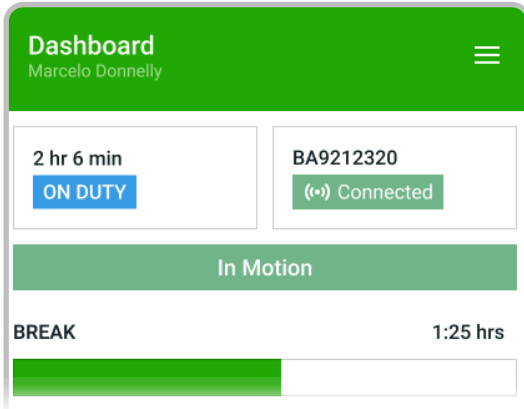 Dashboard
Marcelo Donnelly
2 hr 6 min
ON DUTY
BA9212320
Connected
In Motion
BREAK 1:25 hrs